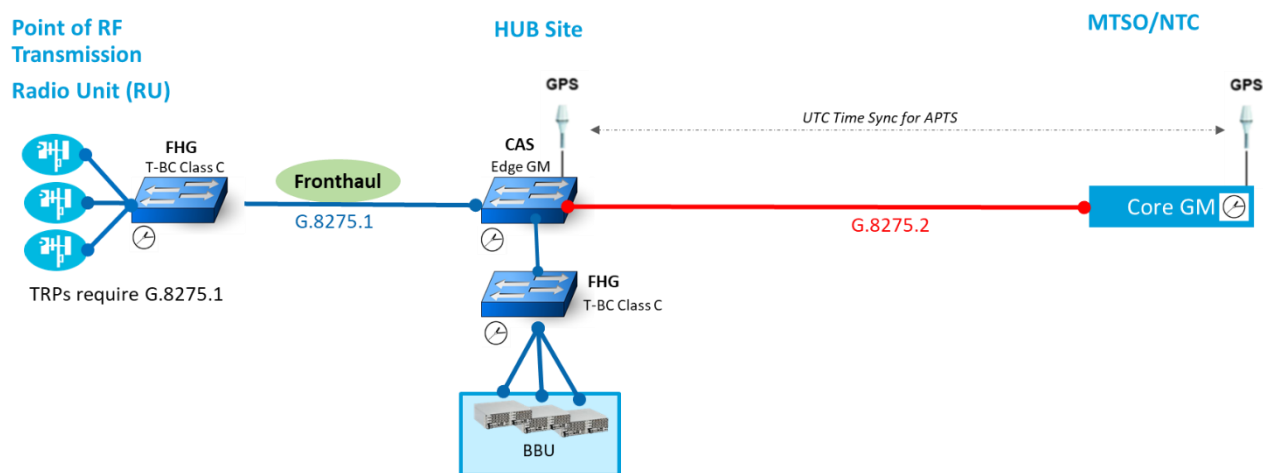 Point of RF
Transmission
Radio Unit (RU)
HUB Site
MTSO/NTC
GPS
GPS
UTC Time Sync for APTS
FHG
T-BC Class C
CAS
Edge GM
Fronthaul
G.8275.1
G.8275.2
Core GM
TRPs require G.8275.1
FHG
T-BC Class C
BBU